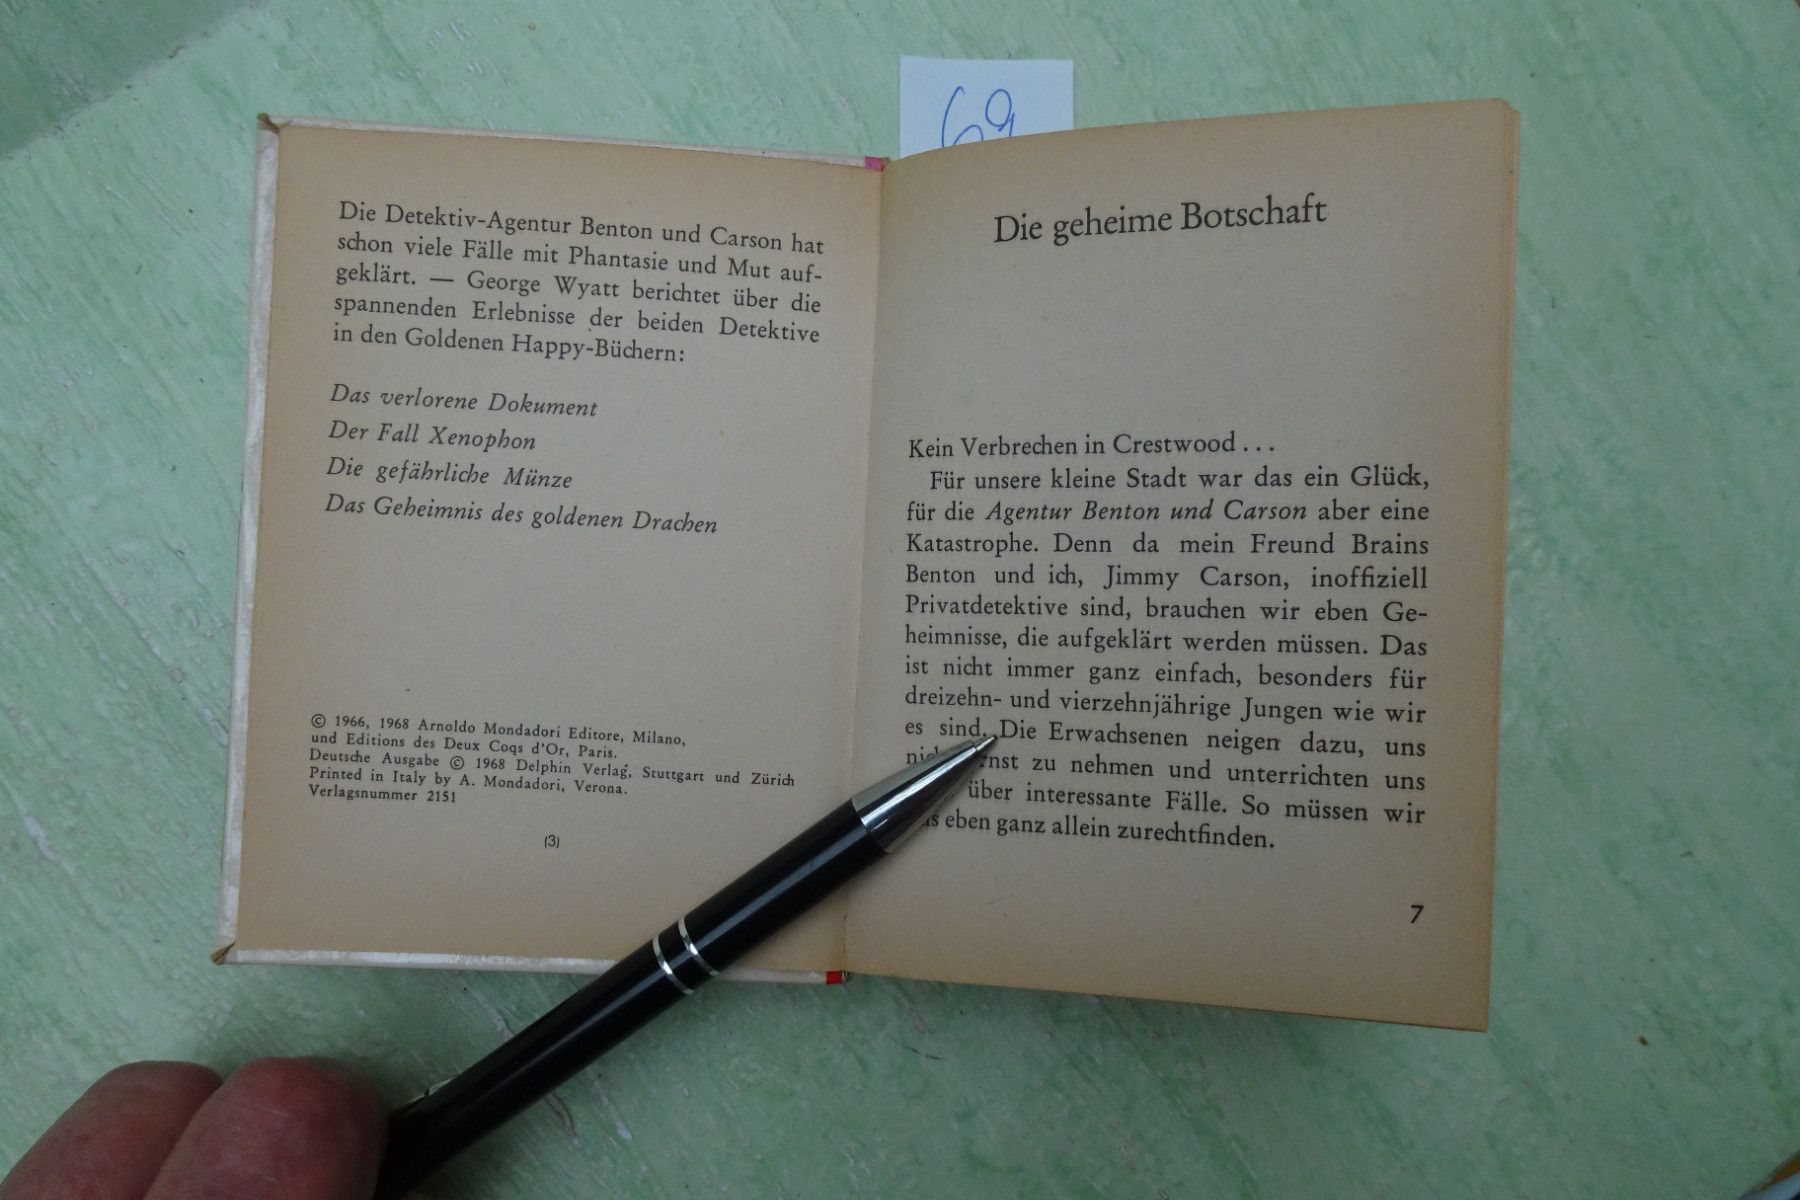 69
Die Detektiv-Agentur Benton und Carson hat
schon viele Fälle mit Phantasie und Mut auf-
geklärt. — George Wyatt berichtet über die
spannenden Erlebnisse der beiden Detektive
in den Goldenen Happy-Büchern:
Das verlorene Dokument
Der Fall Xenophon
Die gefährliche Münze
Das Geheimnis des goldenen Drachen
© 1966, 1968 Arnoldo Mondadori Editore, Milano,
und Editions des Deux Coqs d'Or, Paris.
Deutsche Ausgabe © 1968 Delphin Verlag, Stuttgart und Zürich
Printed in Italy by A. Mondadori, Verona.
Verlagsnummer 2151
(3)
Die geheime Botschaft
Kein Verbrechen in Crestwood . . .
Für unsere kleine Stadt war das ein Glück,
für die Agentur Benton und Carson aber eine
Katastrophe. Denn da mein Freund Brains
Benton und ich, Jimmy Carson, inoffiziell
Privatdetektive sind, brauchen wir eben Ge-
heimnisse, die aufgeklärt werden müssen. Das
ist nicht immer ganz einfach, besonders für
dreizehn- und vierzehnjährige Jungen wie wir
es sind. Die Erwachsenen neigen dazu, uns
zu nehmen und unterrichten uns
über interessante Fälle. So müssen wir
eben ganz allein zurechtfinden.
7